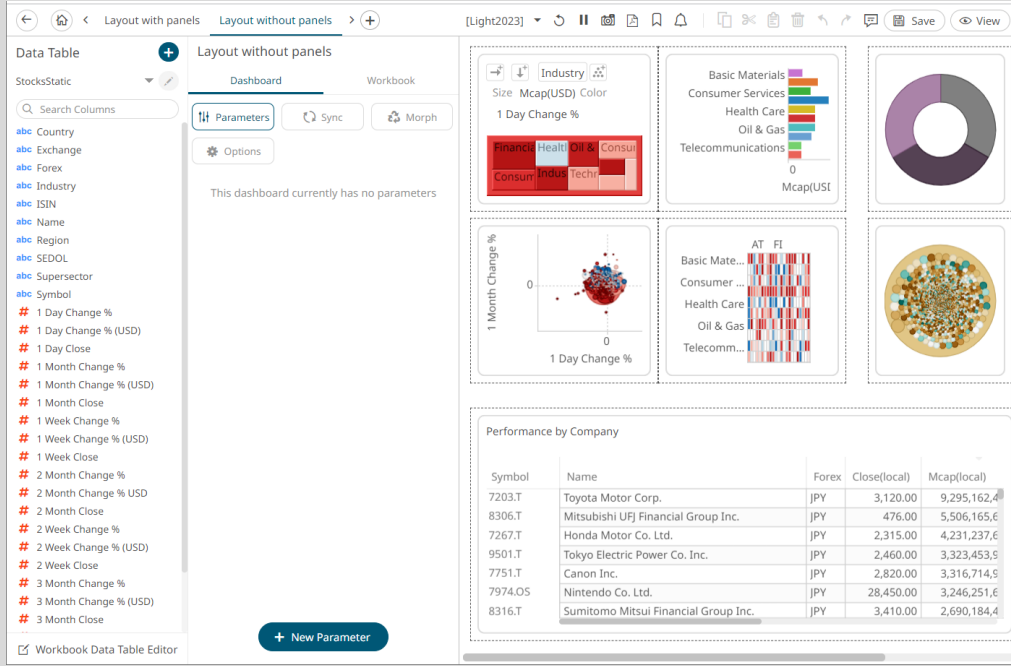 Layout with panels
Layout without panels
[Light2023]
Save
View
Data Table
StocksStatic
Search Columns
abc Country
abc Exchange
abc Forex
abc Industry
abc ISIN
abc Name
abc Region
abc SEDOL
abc Supersector
abc Symbol
# 1 Day Change %
# 1 Day Change % (USD)
# 1 Day Close
# 1 Month Change %
# 1 Month Change % (USD)
# 1 Month Close
# 1 Week Change %
# 1 Week Change % (USD)
# 1 Week Close
# 2 Month Change %
# 2 Month Change % USD
# 2 Month Close
# 2 Week Change %
# 2 Week Change % (USD)
# 2 Week Close
# 3 Month Change %
# 3 Month Change % (USD)
# 3 Month Close
Workbook Data Table Editor
Layout without panels
Dashboard Workbook
Parameters Sync Morph
Options
This dashboard currently has no parameters
+ New Parameter
Industry
Size Mcap(USD) Color
1 Day Change %
Financia Healtl Oil & Consur
Consum Indus Techr
Basic Materials
Consumer Services
Health Care
Oil & Gas
Telecommunications
0
Mcap(USI
1 Month Change %
0
0
1 Day Change %
AT FI
Basic Mate...
Consumer ...
Health Care
Oil & Gas
Telecomm...
Performance by Company
Symbol Name Forex Close(local) Mcap(local)
7203.T Toyota Motor Corp. JPY 3,120.00 9,295,162,4
8306.T Mitsubishi UFJ Financial Group Inc. JPY 476.00 5,506,165,6
7267.T Honda Motor Co. Ltd. JPY 2,315.00 4,231,237,6
9501.T Tokyo Electric Power Co. Inc. JPY 2,460.00 3,323,453,9
7751.T Canon Inc. JPY 2,820.00 3,316,714,9
7974.OS Nintendo Co. Ltd. JPY 28,450.00 3,246,251,6
8316.T Sumitomo Mitsui Financial Group Inc. JPY 3,410.00 2,690,184,4